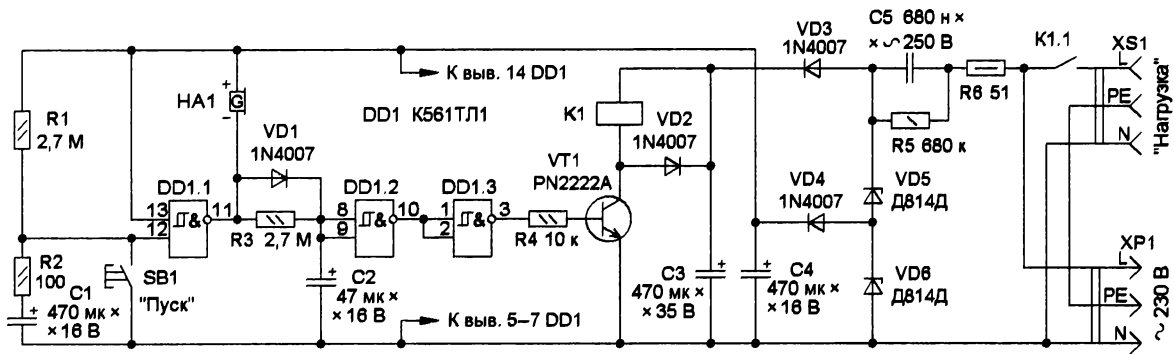 VD3
1N4007
C5 680 н ×
× ∽ 250 В
K1.1
XS1
L
PE
N
"Нагрузка"
R6 51
R5 680 к
К выв. 14 DD1
HA1
+
G
−
R1
2,7 М
DD1 К561ТЛ1
K1
VD2
1N4007
VD1
1N4007
VT1
PN2222A
VD4
1N4007
VD5
Д814Д
DD1.1
13
12
&
11
R3 2,7 М
DD1.2
8
9
&
10
DD1.3
1
2
&
3
R4 10 к
R2
100
C1
+
470 мк ×
× 16 В
SB1
"Пуск"
+
C2
47 мк ×
× 16 В
C3
+
470 мк ×
× 35 В
+
C4
470 мк ×
× 16 В
VD6
Д814Д
XP1
L
PE
N
~ 230 В
К выв. 5–7 DD1